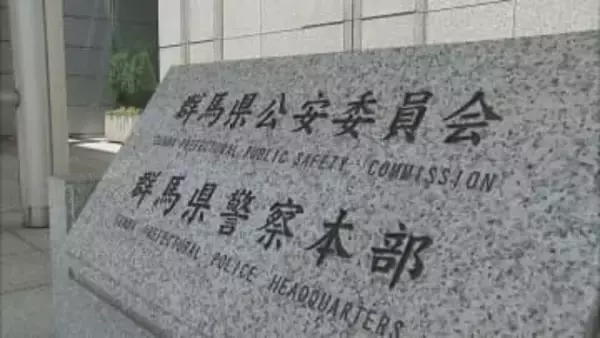 群馬県公安委員会
GUNMA PREFECTURAL PUBLIC SAFETY COMMISSION
群馬県警察本部
GUNMA PREFECTURAL POLICE HEADQUARTERS